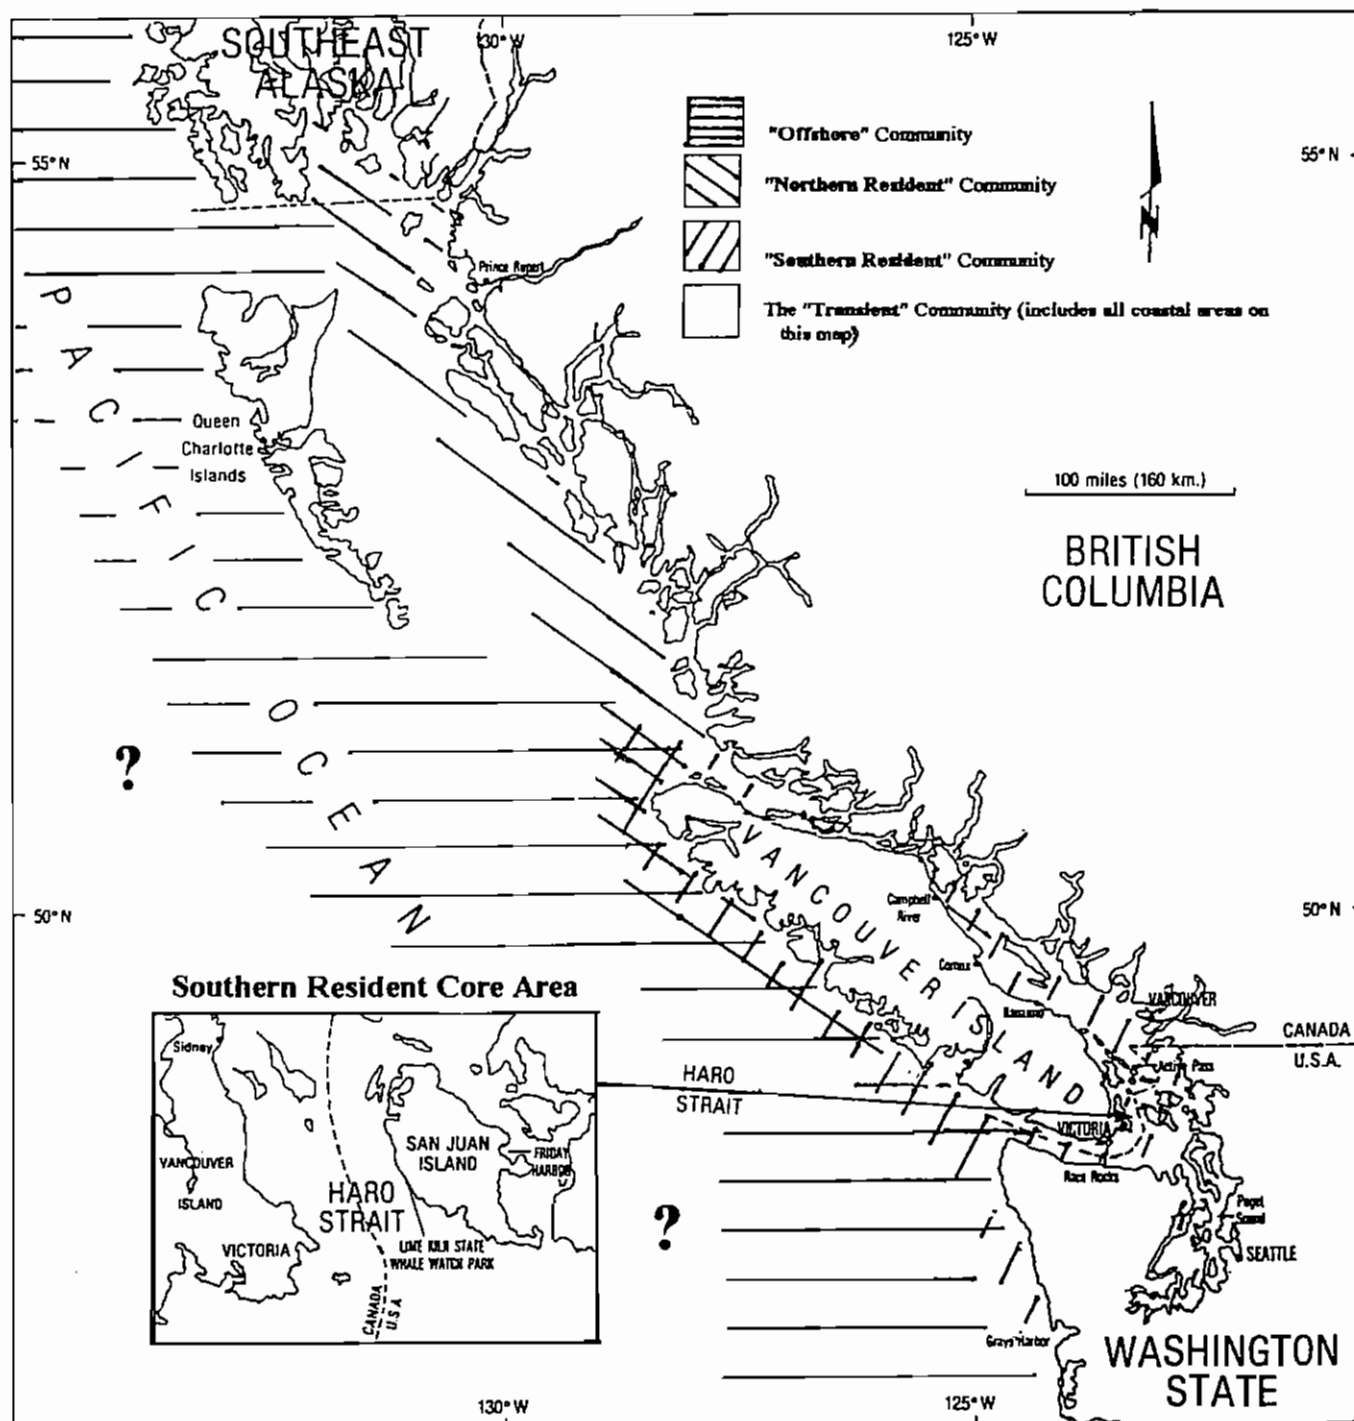 SOUTHEAST
ALASKA
130° W
125° W
"Offshore" Community
"Northern Resident" Community
"Southern Resident" Community
The "Transient" Community (includes all coastal areas on
this map)
N
55° N
55° N
Prince Rupert
PACIFIC OCEAN
Queen
Charlotte
Islands
100 miles (160 km.)
BRITISH
COLUMBIA
?
50° N
50° N
VANCOUVER ISLAND
Campbell
River
Comox
Nanaimo
VANCOUVER
CANADA
U.S.A.
Active Pass
HARO
STRAIT
VICTORIA
Race Rocks
Puget
Sound
SEATTLE
?
Grays Harbor
WASHINGTON
STATE
Southern Resident Core Area
Sidney
VANCOUVER
ISLAND
VICTORIA
HARO
STRAIT
SAN JUAN
ISLAND
FRIDAY
HARBOR
LIME KILN STATE
WHALE WATCH PARK
CANADA
U.S.A
130° W
125° W